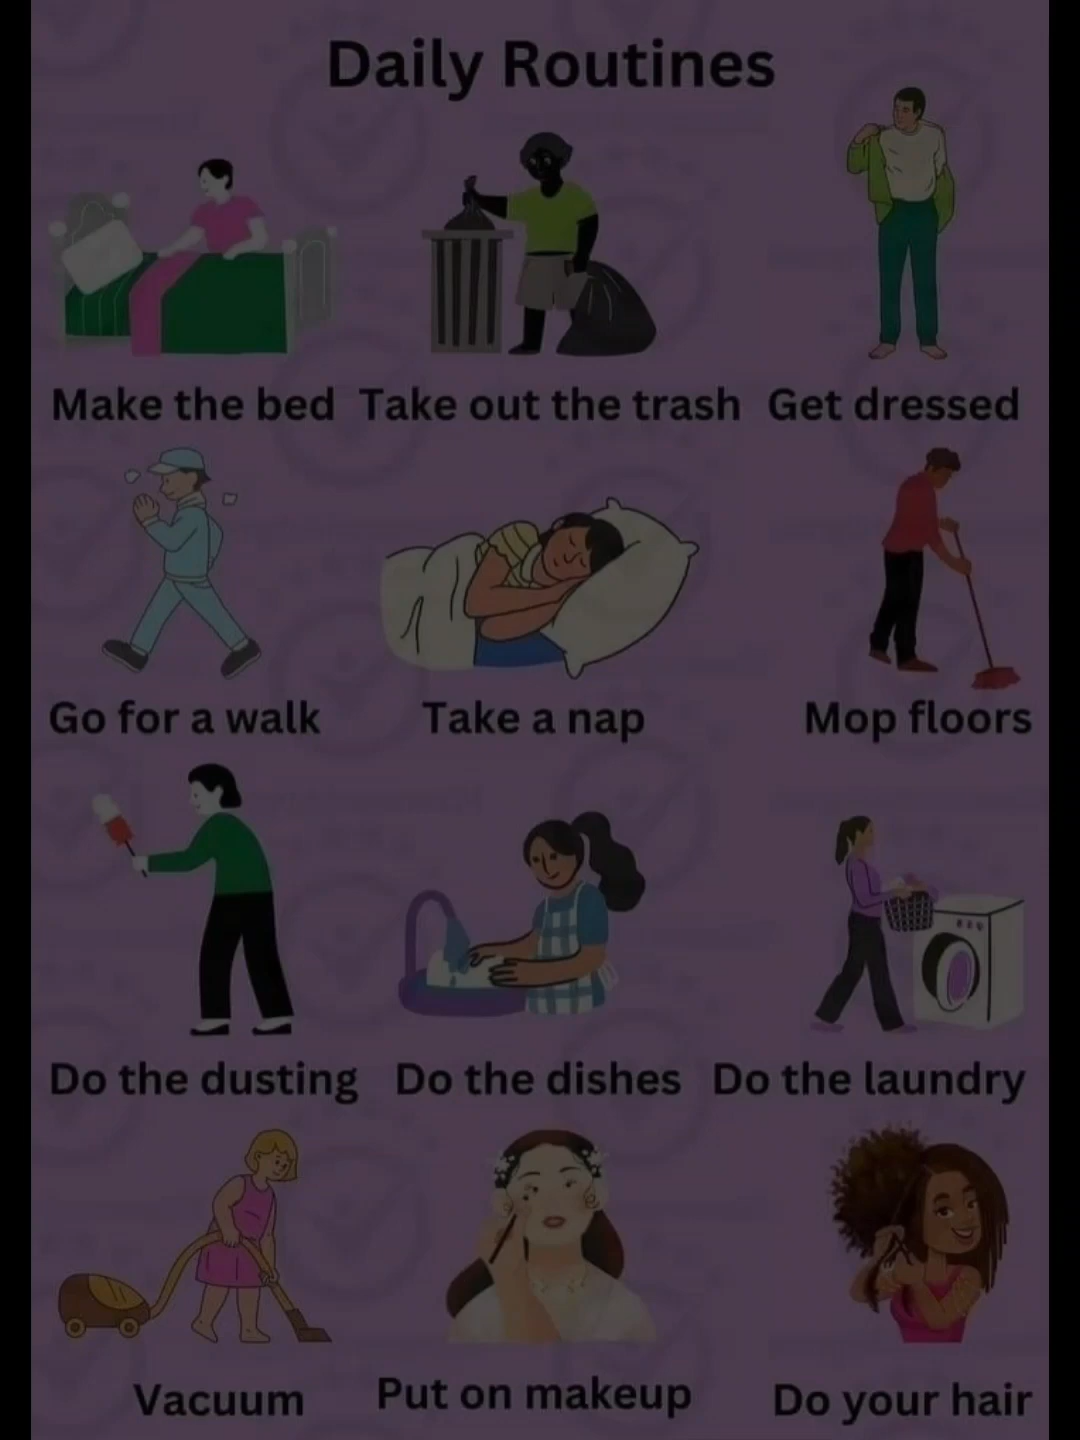 Daily Routines
Make the bed Take out the trash Get dressed
Go for a walk Take a nap Mop floors
Do the dusting Do the dishes Do the laundry
Vacuum Put on makeup Do your hair